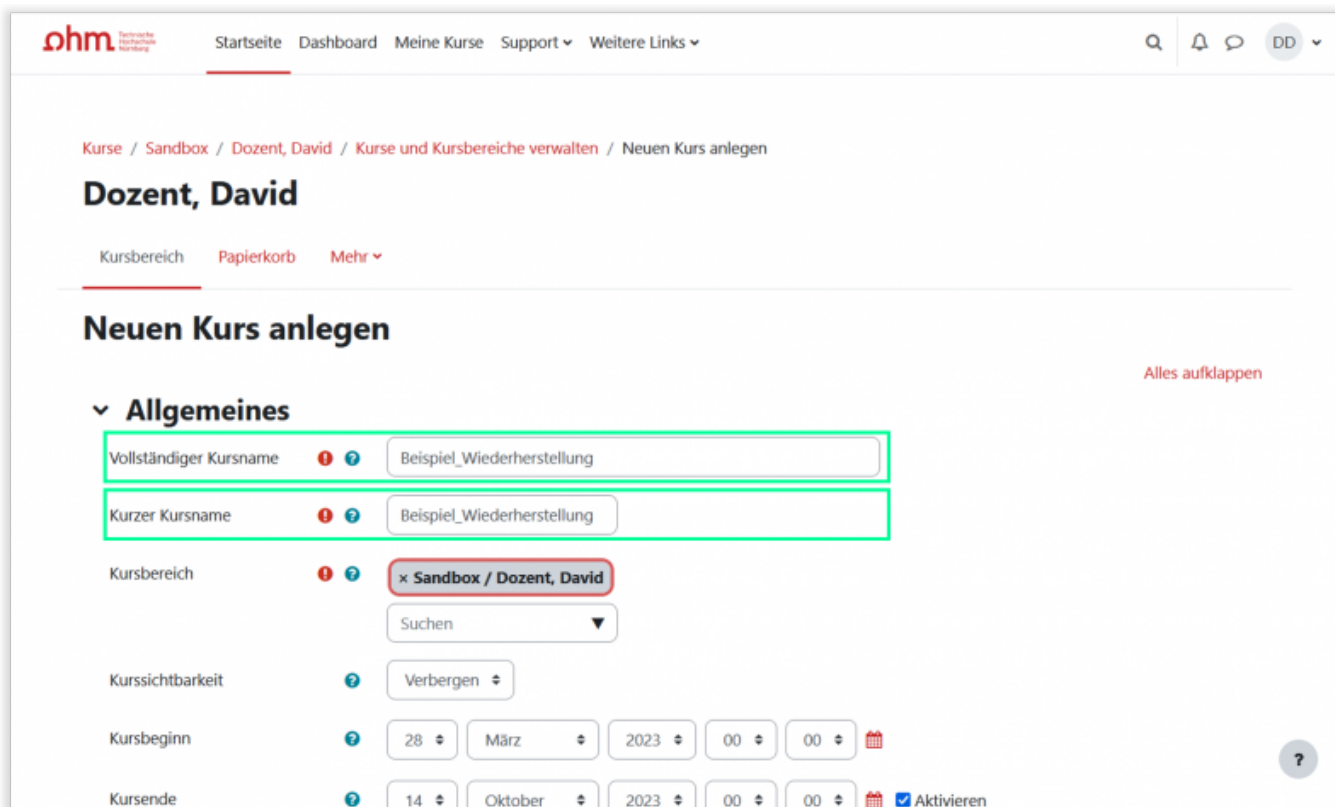 ohm Technische Hochschule Nürnberg Startseite Dashboard Meine Kurse Support Weitere Links DD
Kurse / Sandbox / Dozent, David / Kurse und Kursbereiche verwalten / Neuen Kurs anlegen
Dozent, David
Kursbereich Papierkorb Mehr
Neuen Kurs anlegen
Alles aufklappen
Allgemeines
Vollständiger Kursname ! ? Beispiel_Wiederherstellung
Kurzer Kursname ! ? Beispiel_Wiederherstellung
Kursbereich ! ? × Sandbox / Dozent, David
Suchen
Kurssichtbarkeit ? Verbergen
Kursbeginn ? 28 März 2023 00 00
?
Kursende ? 14 Oktober 2023 00 00 Aktivieren